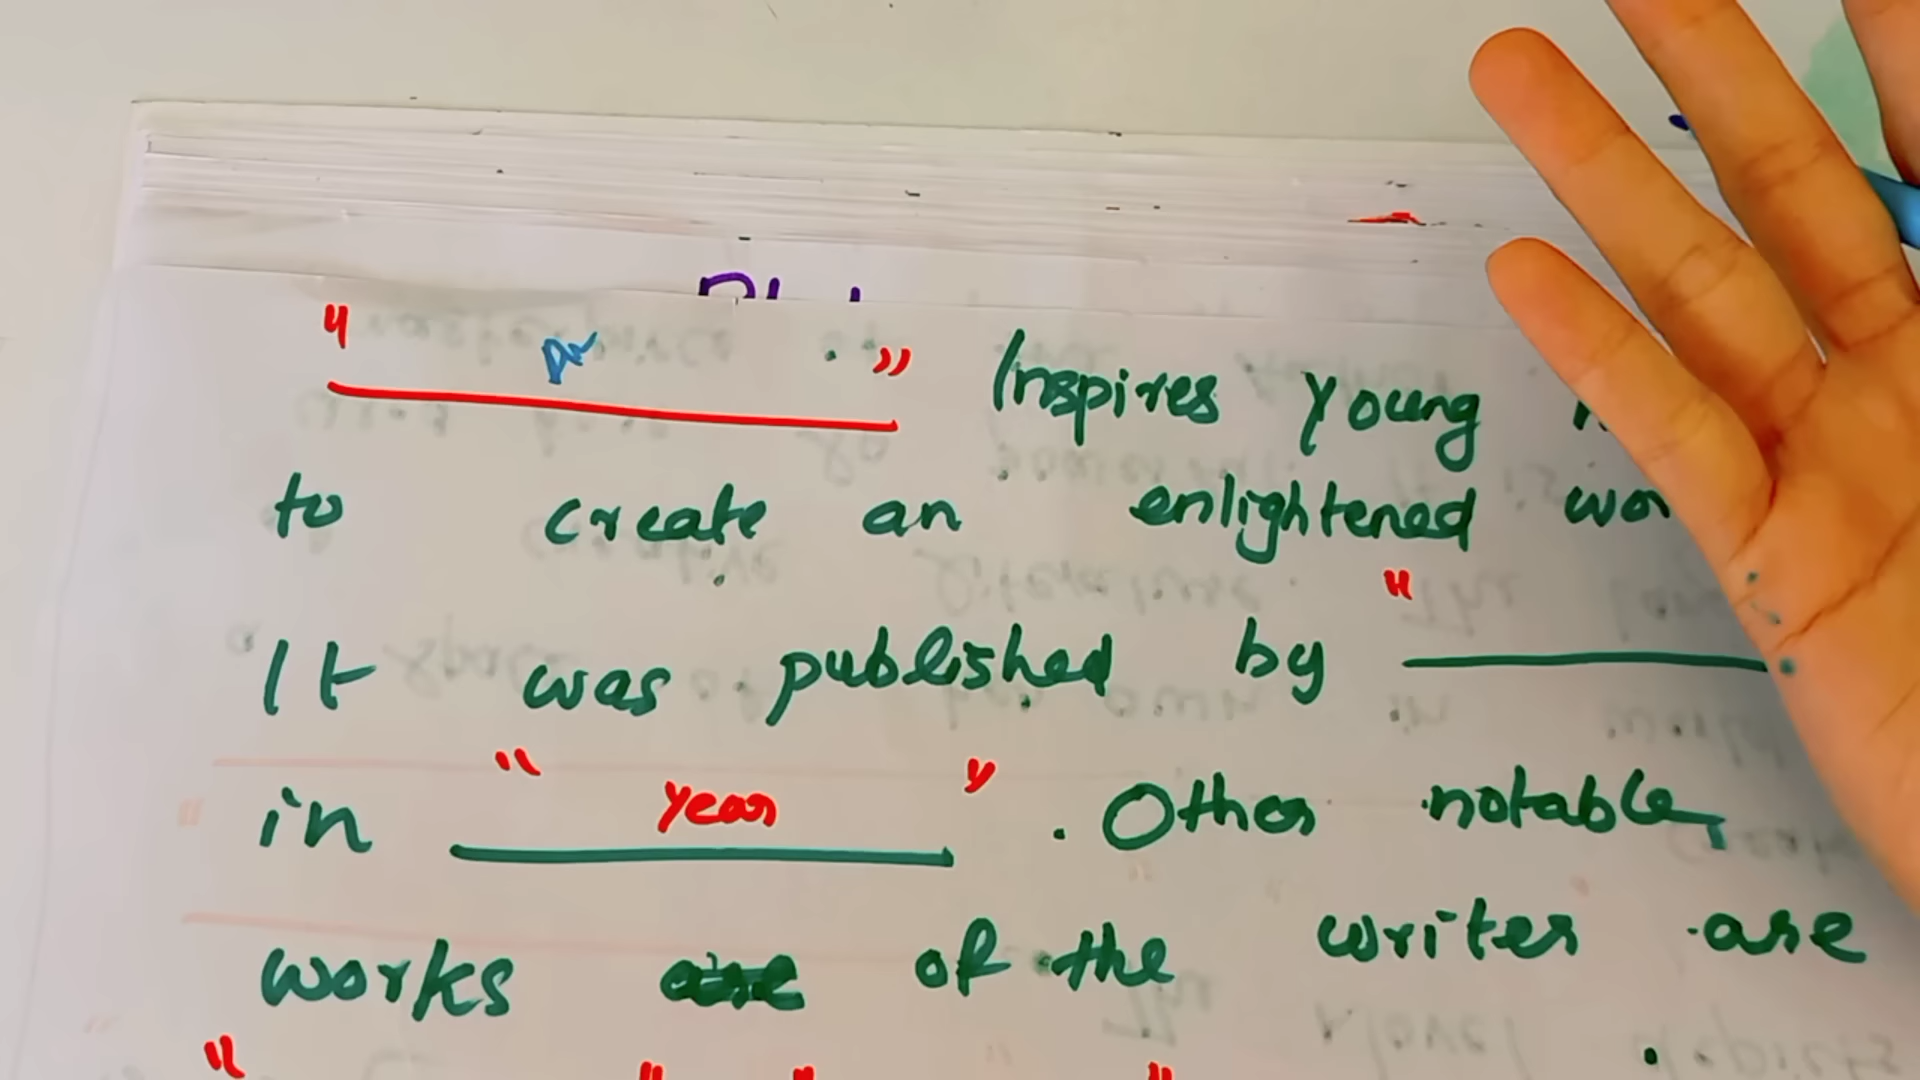 " " Inspires Young
to create an enlightened
It was published by "
in " Year " . Other notable
works of the writer are